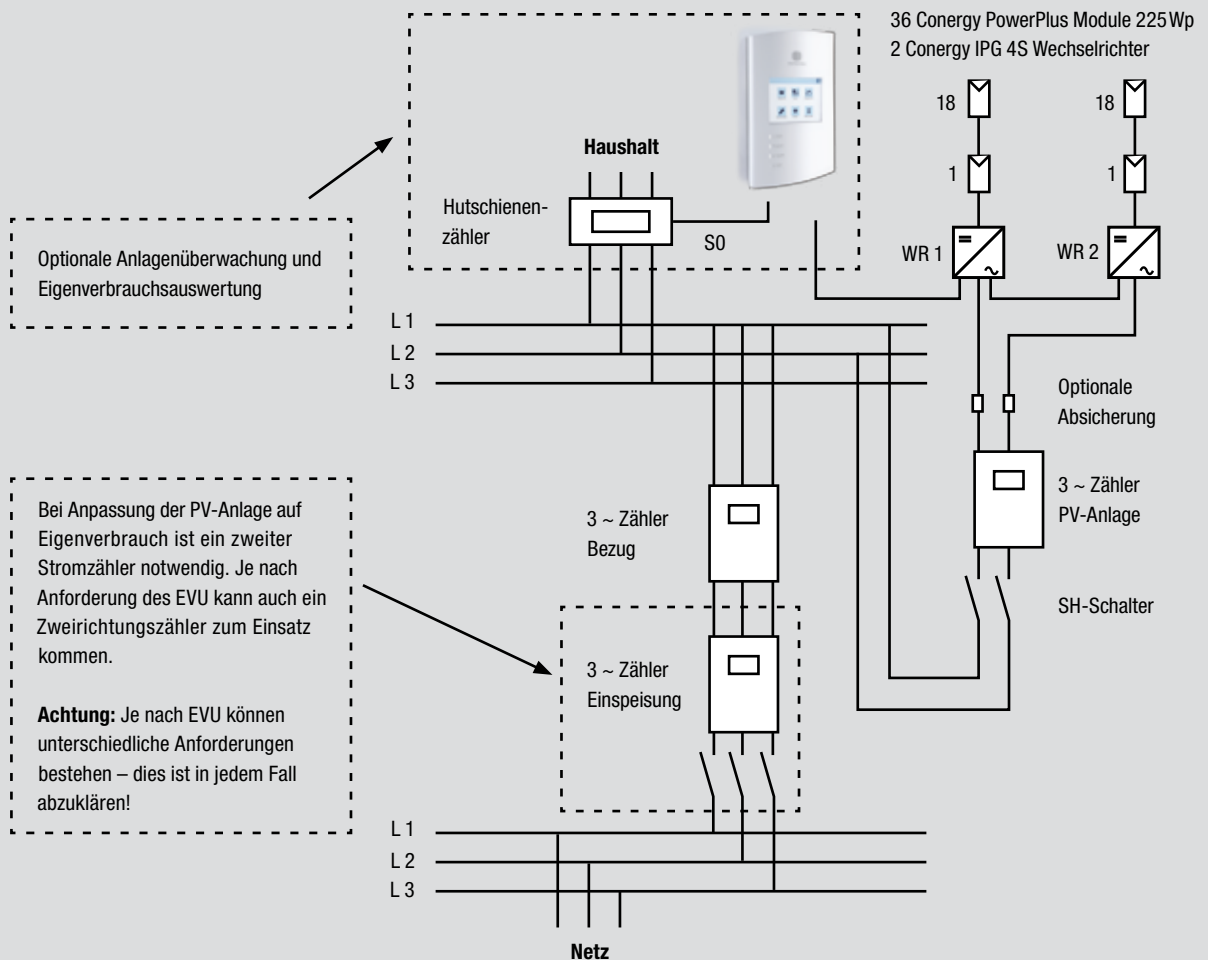 36 Conergy PowerPlus Module 225 Wp
2 Conergy IPG 4S Wechselrichter
18
18
1
1
Haushalt
Hutschienen-
zähler
S0
WR 1
WR 2
Optionale Anlagenüberwachung und
Eigenverbrauchsauswertung
L 1
L 2
L 3
Optionale
Absicherung
3 ~ Zähler
PV-Anlage
SH-Schalter
3 ~ Zähler
Bezug
Bei Anpassung der PV-Anlage auf
Eigenverbrauch ist ein zweiter
Stromzähler notwendig. Je nach
Anforderung des EVU kann auch ein
Zweirichtungszähler zum Einsatz
kommen.
Achtung: Je nach EVU können
unterschiedliche Anforderungen
bestehen – dies ist in jedem Fall
abzuklären!
3 ~ Zähler
Einspeisung
L 1
L 2
L 3
Netz